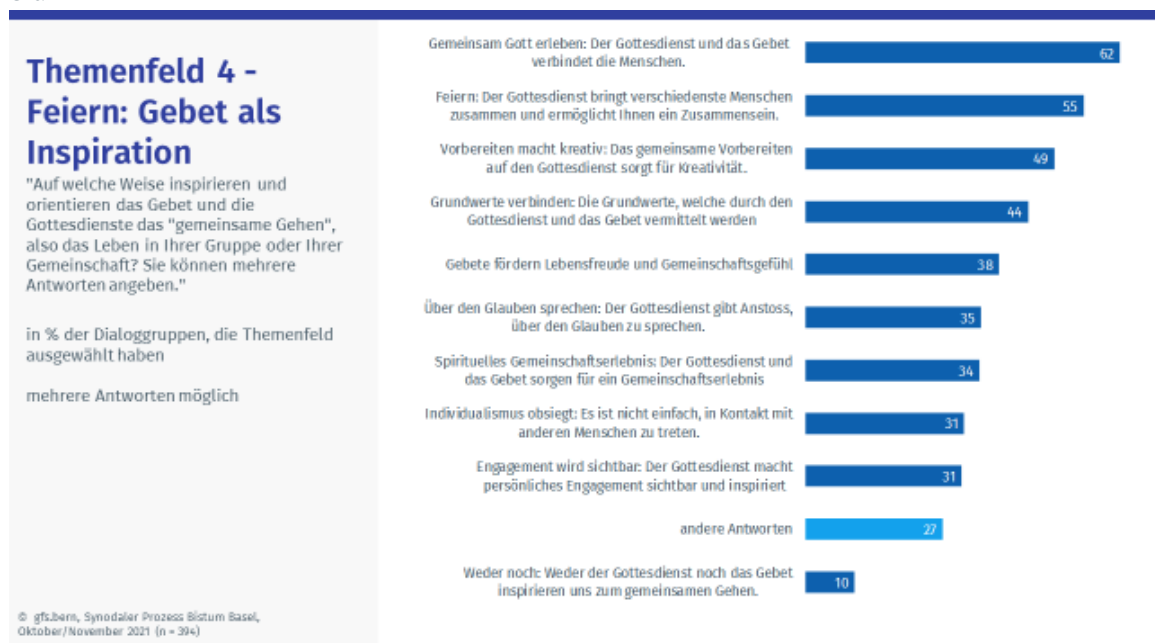 Themenfeld 4 -
Feiern: Gebet als
Inspiration
"Auf welche Weise inspirieren und
orientieren das Gebet und die
Gottesdienste das "gemeinsame Gehen",
also das Leben in Ihrer Gruppe oder Ihrer
Gemeinschaft? Sie können mehrere
Antworten angeben."
in % der Dialoggruppen, die Themenfeld
ausgewählt haben
mehrere Antworten möglich
© gfs.bern, Synodaler Prozess Bistum Basel,
Oktober/November 2021 (n = 394)
Gemeinsam Gott erleben: Der Gottesdienst und das Gebet
verbindet die Menschen.
62
Feiern: Der Gottesdienst bringt verschiedenste Menschen
zusammen und ermöglicht Ihnen ein Zusammensein.
55
Vorbereiten macht kreativ: Das gemeinsame Vorbereiten
auf den Gottesdienst sorgt für Kreativität.
49
Grundwerte verbinden: Die Grundwerte, welche durch den
Gottesdienst und das Gebet vermittelt werden
44
Gebete fördern Lebensfreude und Gemeinschaftsgefühl
38
Über den Glauben sprechen: Der Gottesdienst gibt Anstoss,
über den Glauben zu sprechen.
35
Spirituelles Gemeinschaftserlebnis: Der Gottesdienst und
das Gebet sorgen für ein Gemeinschaftserlebnis
34
Individualismus obsiegt: Es ist nicht einfach, in Kontakt mit
anderen Menschen zu treten.
31
Engagement wird sichtbar: Der Gottesdienst macht
persönliches Engagement sichtbar und inspiriert
31
andere Antworten
27
Weder noch: Weder der Gottesdienst noch das Gebet
inspirieren uns zum gemeinsamen Gehen.
10